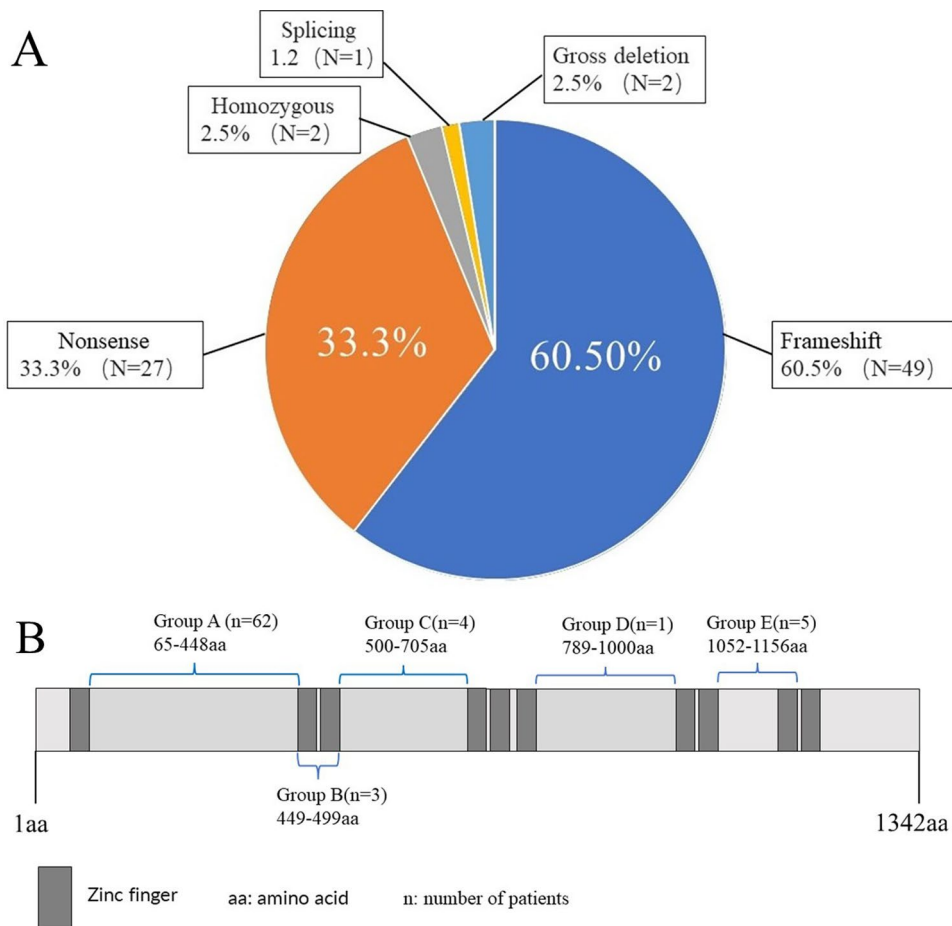 A
Splicing
1.2 (N=1)
Gross deletion
2.5% (N=2)
Homozygous
2.5% (N=2)
Nonsense
33.3% (N=27)
33.3%
60.50%
Frameshift
60.5% (N=49)
B
Group A (n=62)
65-448aa
Group C(n=4)
500-705aa
Group D(n=1)
789-1000aa
Group E(n=5)
1052-1156aa
Group B(n=3)
449-499aa
1aa
1342aa
Zinc finger
aa: amino acid
n: number of patients